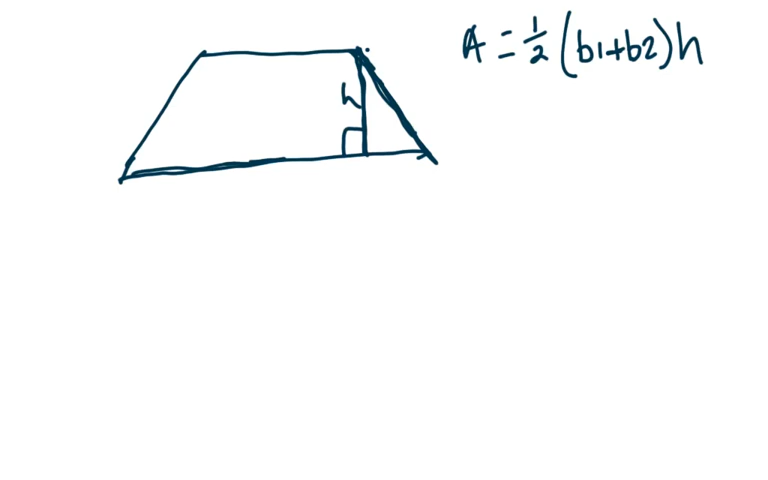 A = 1/2 (b1+b2)h
h